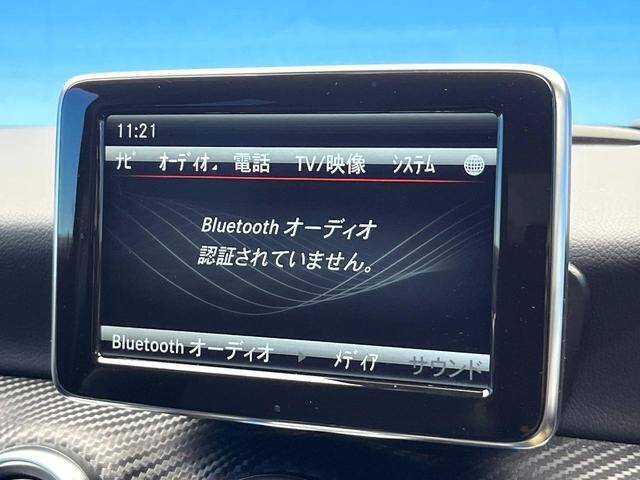 11:21
ナビ オーディオ 電話 TV/映像 システム
Bluetooth オーディオ
認証されていません。
Bluetooth オーディオ メディア サウンド